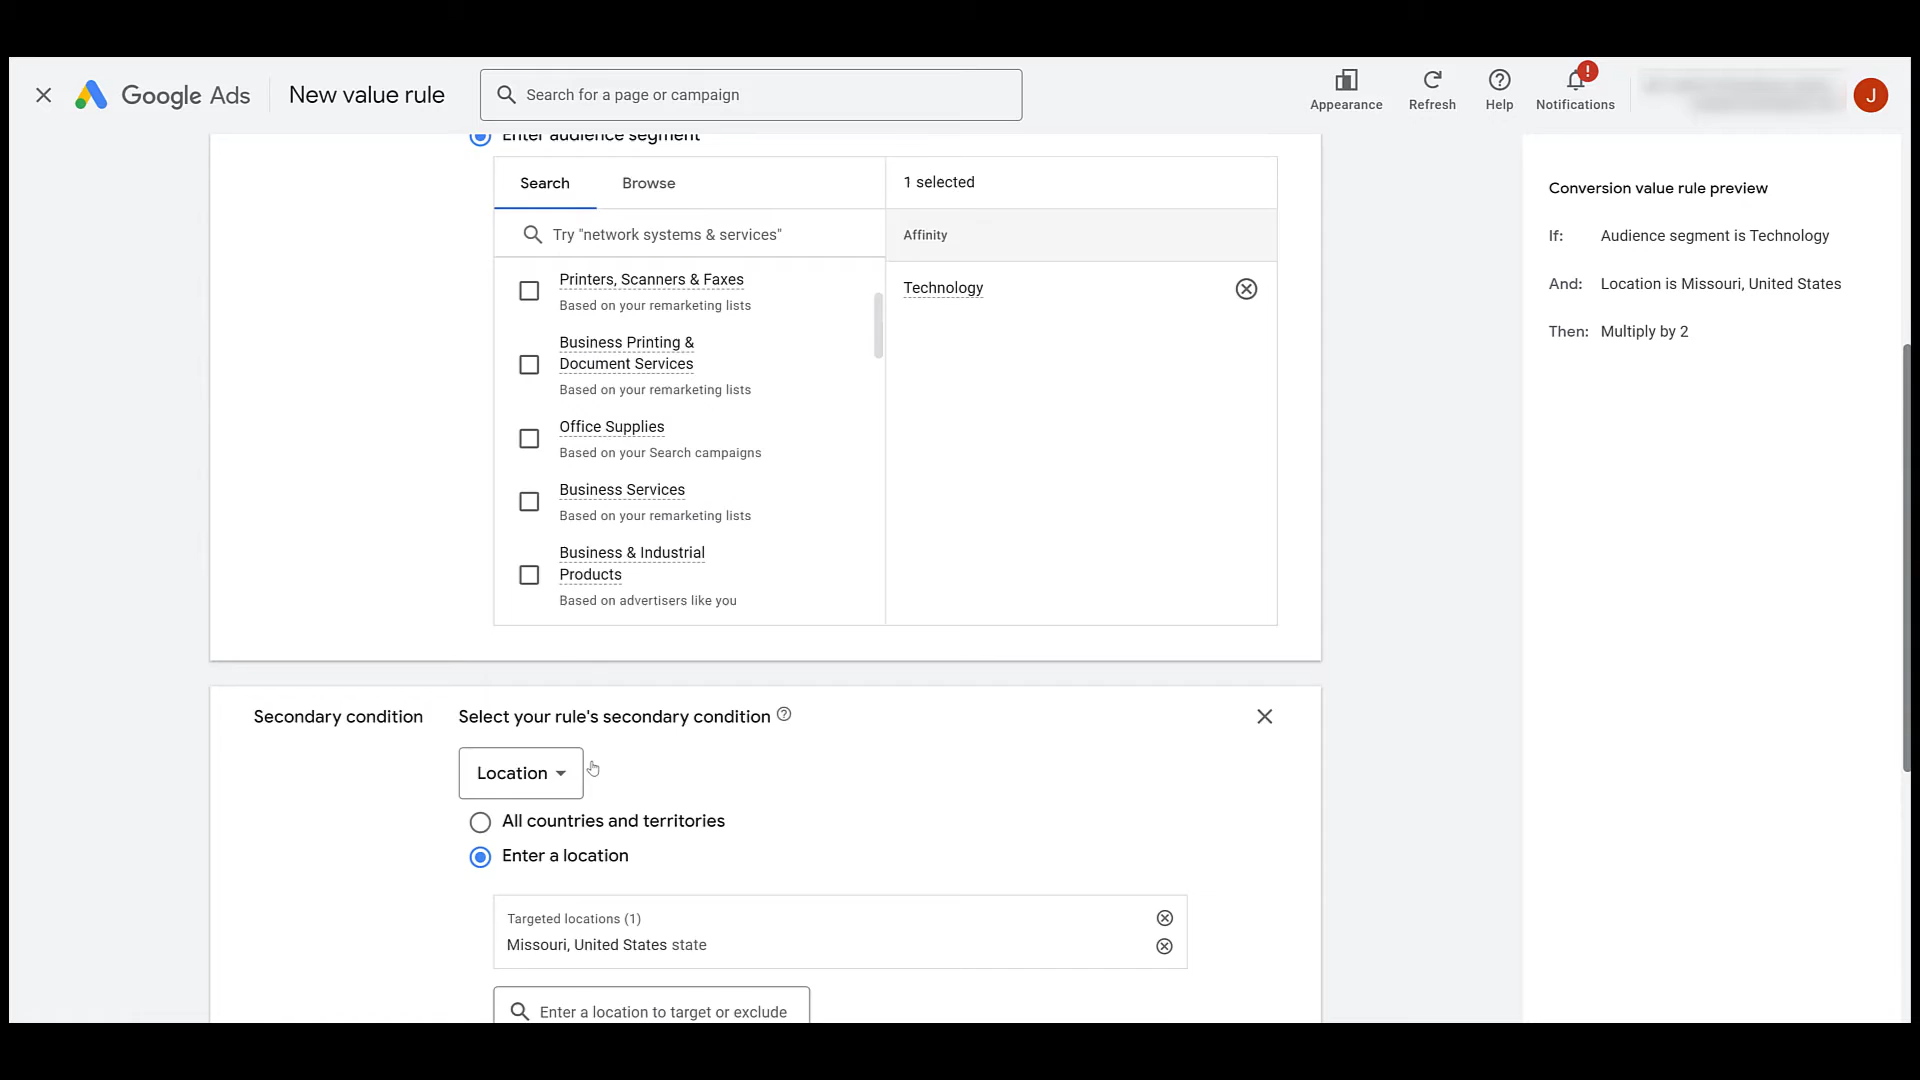 Google Ads
New value rule
Search for a page or campaign
Appearance
Refresh
Help
!
Notifications
J
Enter audience segment
Search
Browse
1 selected
Try "network systems & services"
Affinity
Printers, Scanners & Faxes
Based on your remarketing lists
Technology
Business Printing &
Document Services
Based on your remarketing lists
Office Supplies
Based on your Search campaigns
Business Services
Based on your remarketing lists
Business & Industrial
Products
Based on advertisers like you
Secondary condition
Select your rule's secondary condition ?
Location
All countries and territories
Enter a location
Targeted locations (1)
Missouri, United States state
Enter a location to target or exclude
Conversion value rule preview
If: Audience segment is Technology
And: Location is Missouri, United States
Then: Multiply by 2